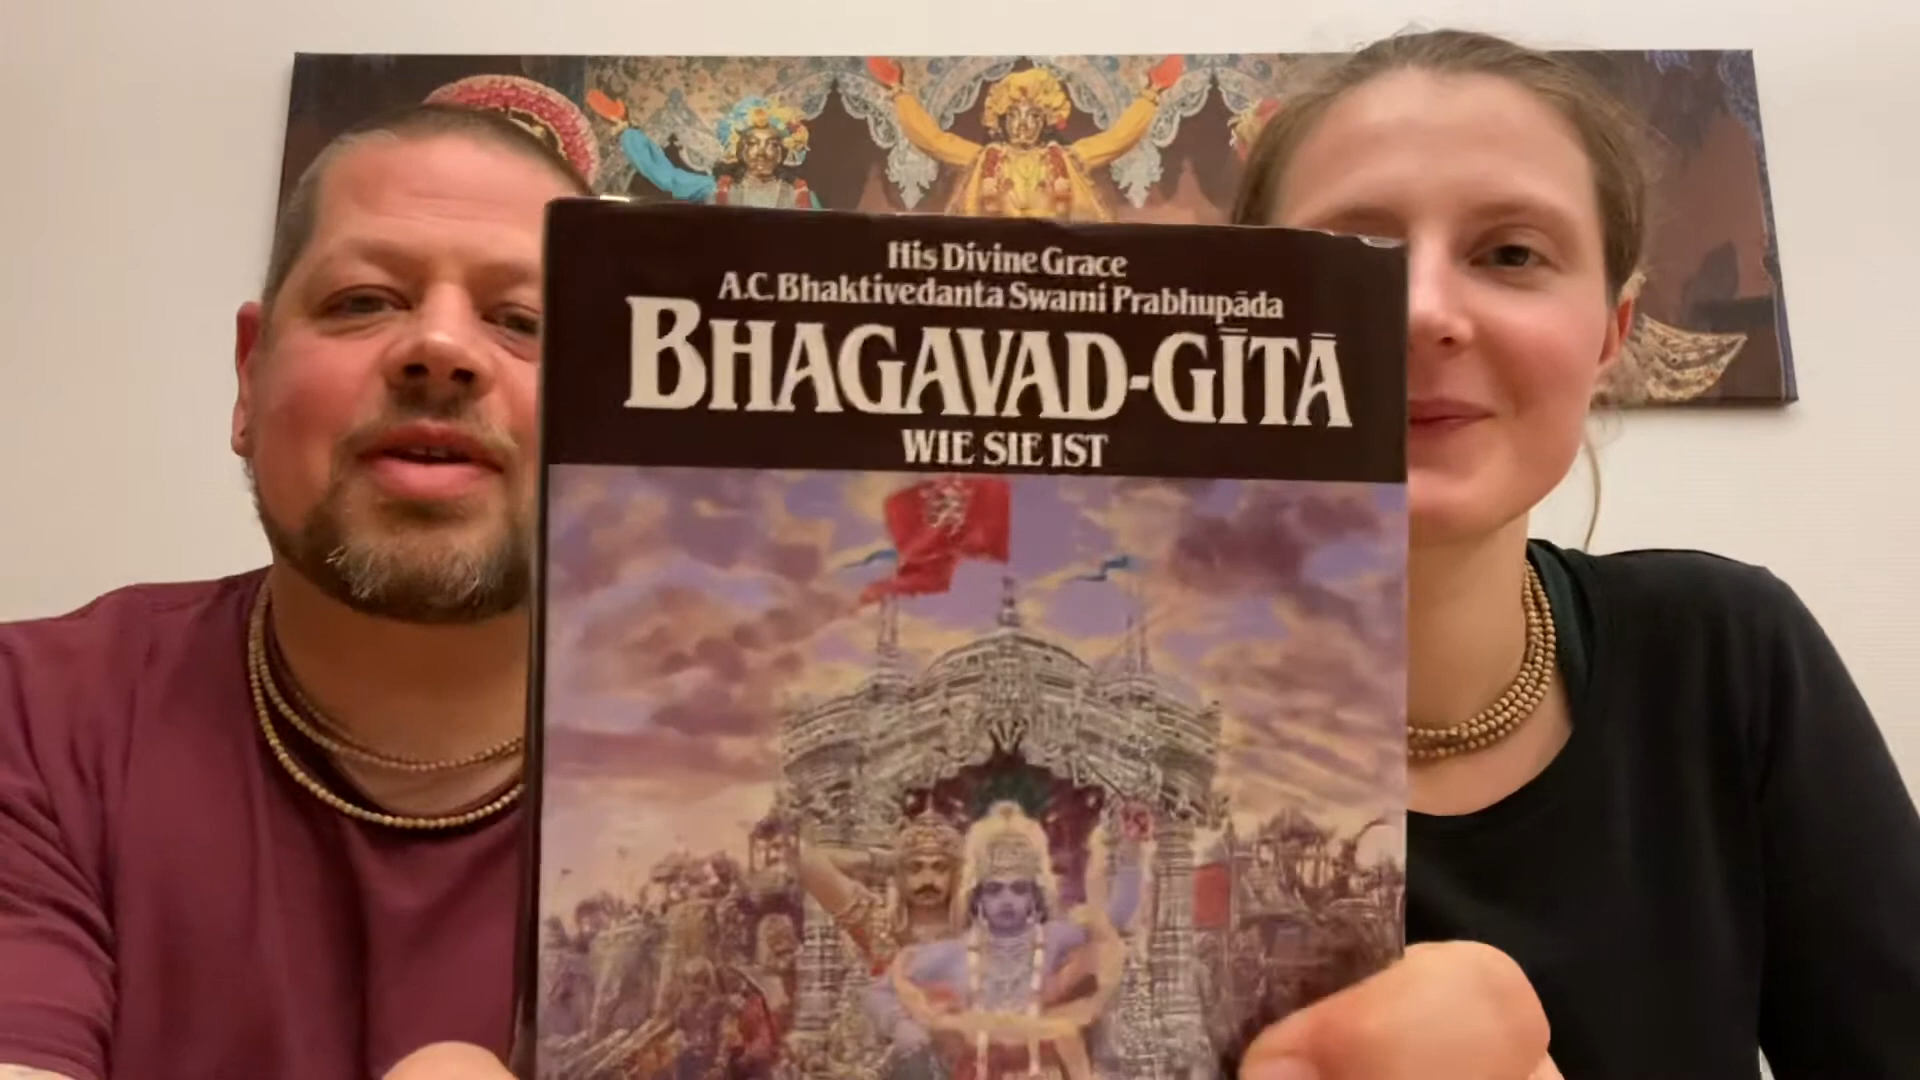 His Divine Grace
A.C. Bhaktivedanta Swami Prabhupāda
BHAGAVAD-GĪTĀ
WIE SIE IST